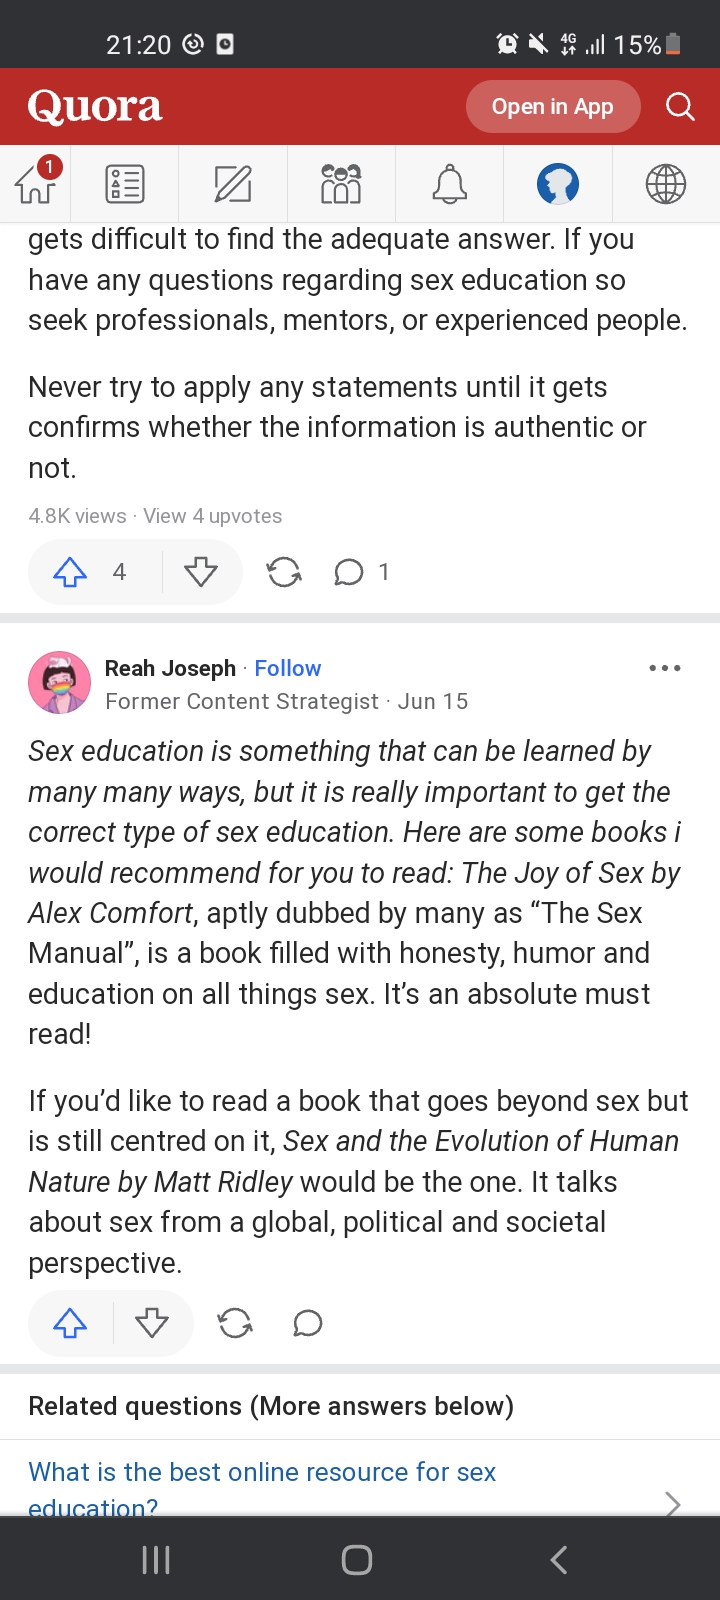 21:20
4G
15%
Quora
Open in App
1
gets difficult to find the adequate answer. If you
have any questions regarding sex education so
seek professionals, mentors, or experienced people.
Never try to apply any statements until it gets
confirms whether the information is authentic or
not.
4.8K views · View 4 upvotes
4
1
Reah Joseph · Follow
Former Content Strategist · Jun 15
Sex education is something that can be learned by
many many ways, but it is really important to get the
correct type of sex education. Here are some books i
would recommend for you to read: The Joy of Sex by
Alex Comfort, aptly dubbed by many as “The Sex
Manual”, is a book filled with honesty, humor and
education on all things sex. It’s an absolute must
read!
If you’d like to read a book that goes beyond sex but
is still centred on it, Sex and the Evolution of Human
Nature by Matt Ridley would be the one. It talks
about sex from a global, political and societal
perspective.
Related questions (More answers below)
What is the best online resource for sex
education?